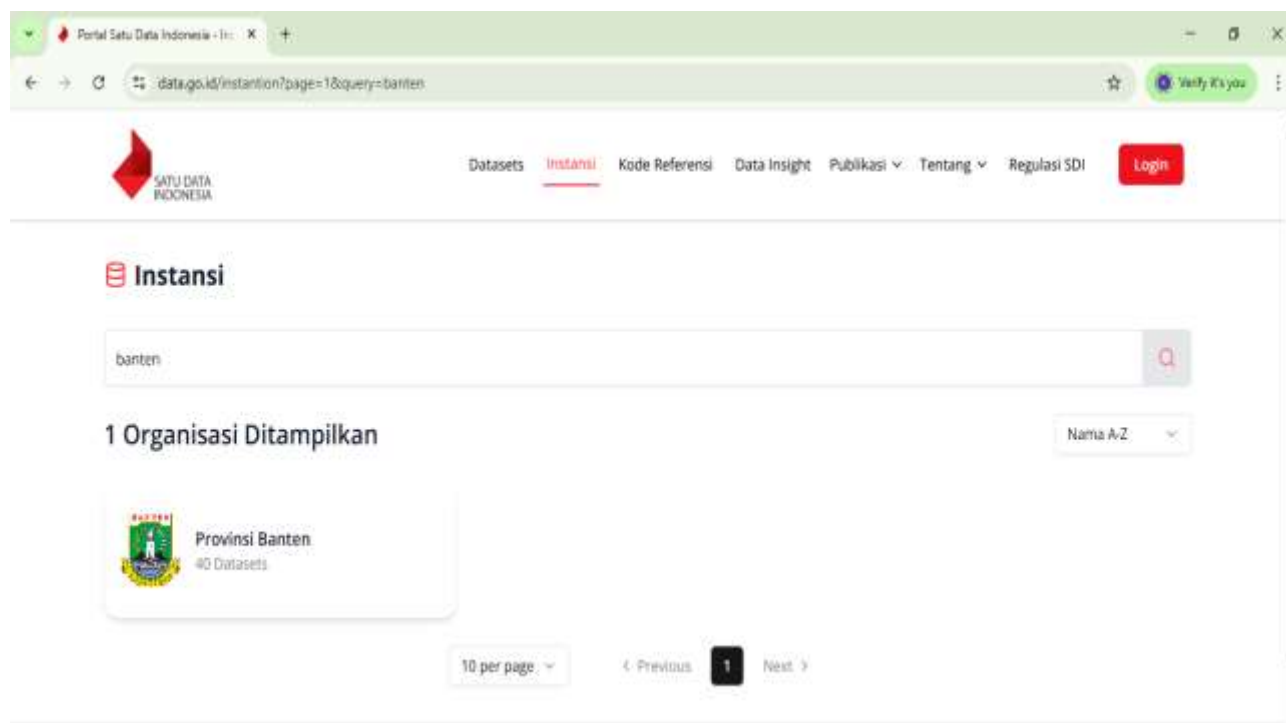 Portal Satu Data Indonesia - In
data.go.id/instantion?page=1&query=banten
Verify it's you
SATU DATA
INDONESIA
Datasets Instansi Kode Referensi Data Insight Publikasi Tentang Regulasi SDI Login
Instansi
banten
1 Organisasi Ditampilkan
Nama A-Z
BANTEN
Provinsi Banten
40 Datasets
10 per page
Previous 1 Next